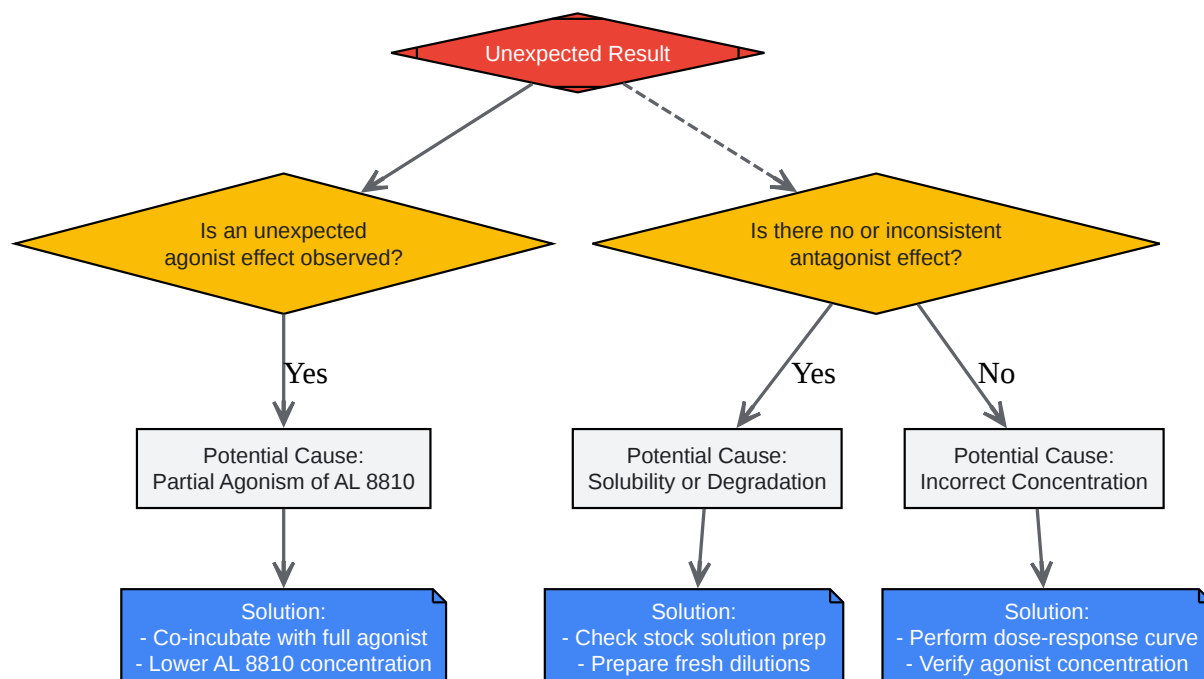 Unexpected Result
Is an unexpected
agonist effect observed?
Is there no or inconsistent
antagonist effect?
Yes
Yes
No
Potential Cause:
Partial Agonism of AL 8810
Potential Cause:
Solubility or Degradation
Potential Cause:
Incorrect Concentration
Solution:
- Co-incubate with full agonist
- Lower AL 8810 concentration
Solution:
- Check stock solution prep
- Prepare fresh dilutions
Solution:
- Perform dose-response curve
- Verify agonist concentration